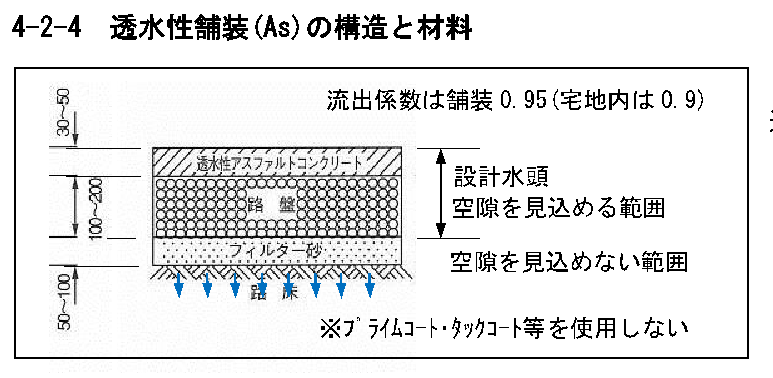 4-2-4 透水性舗装(As)の構造と材料
流出係数は舗装0.95(宅地内は0.9)
30～50
透水性アスファルトコンクリート
設計水頭
100～200
路 盤
空隙を見込める範囲
フィルター砂
空隙を見込めない範囲
50～100
路 床
※ﾌﾟﾗｲﾑｺｰﾄ・ﾀｯｸｺｰﾄ等を使用しない